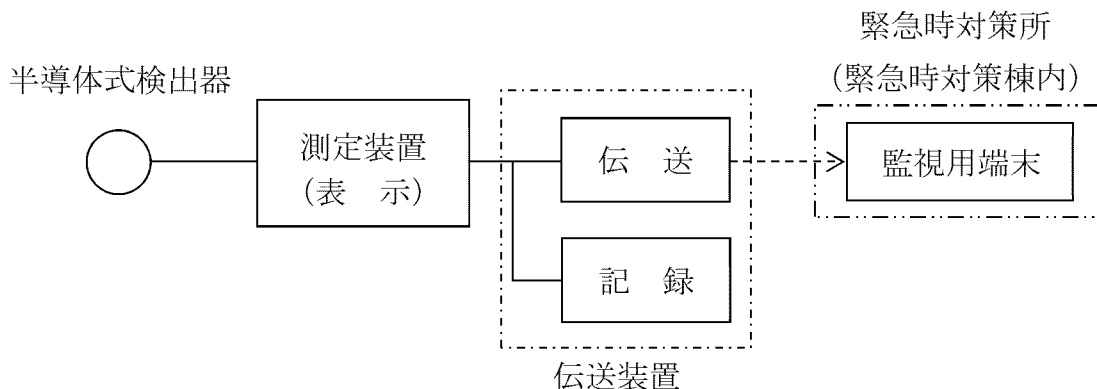 緊急時対策所
（緊急時対策棟内）
半導体式検出器
測定装置
（表　示）
伝　送
監視用端末
記　録
伝送装置